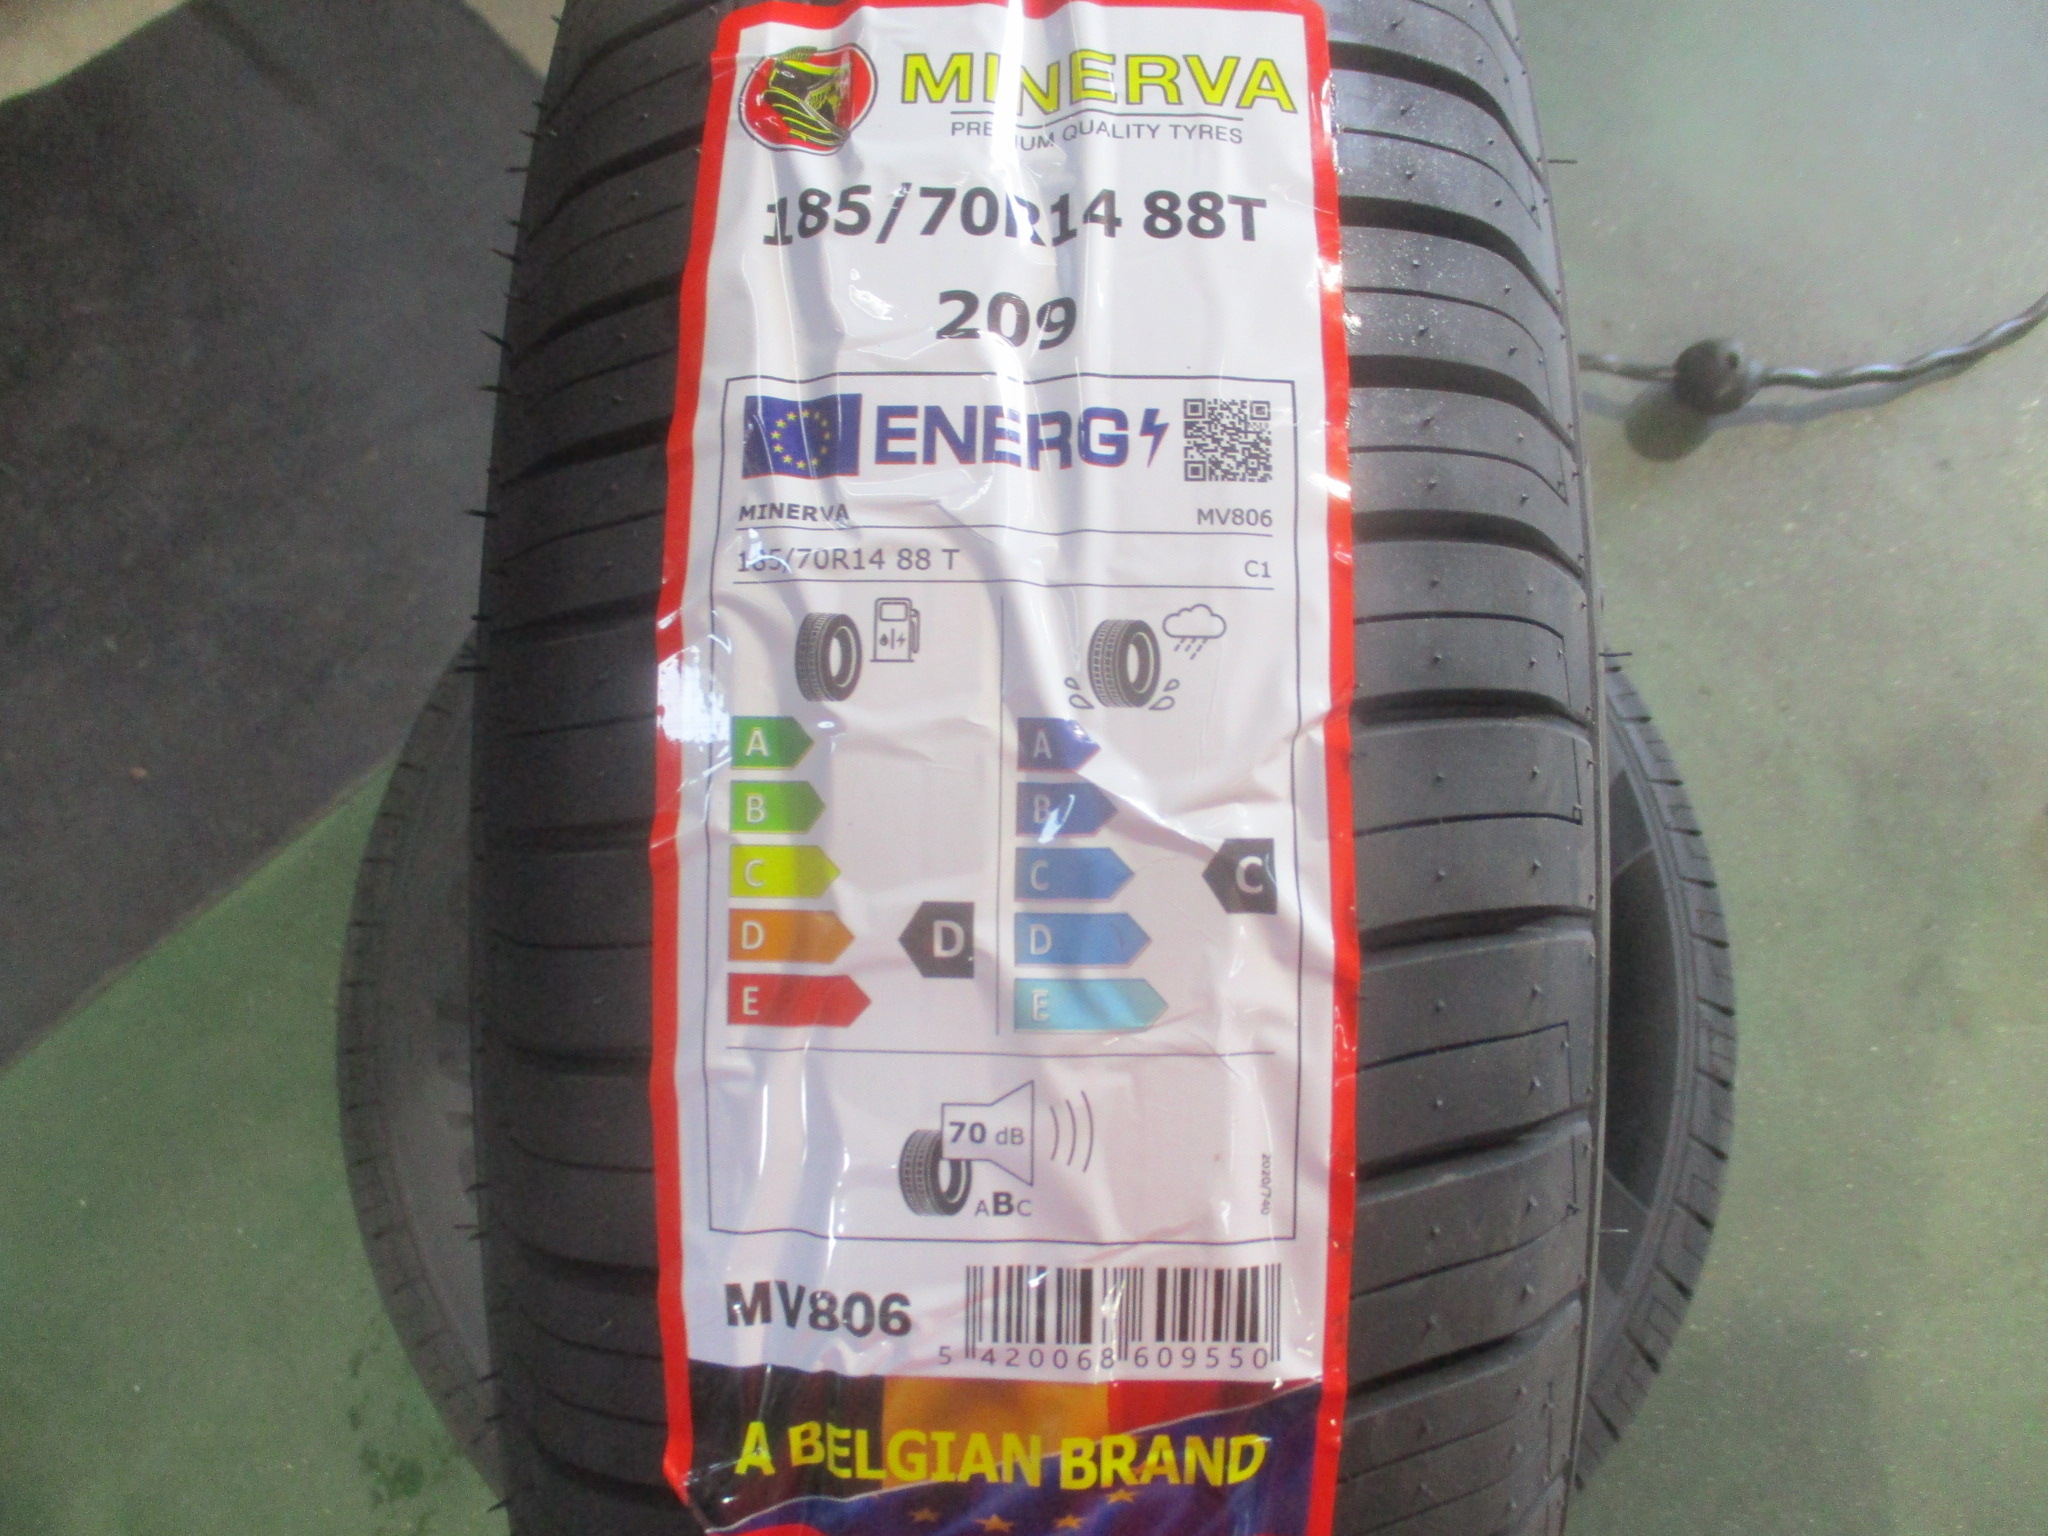 MINERVA
PREMIUM QUALITY TYRES
185/70R14 88T
209
ENERG
MINERVA MV806
185/70R14 88 T C1
A A
B B
C C C
D D D
E E
70 dB
ABC
2020/740
MV806
5 420068 609550
A BELGIAN BRAND